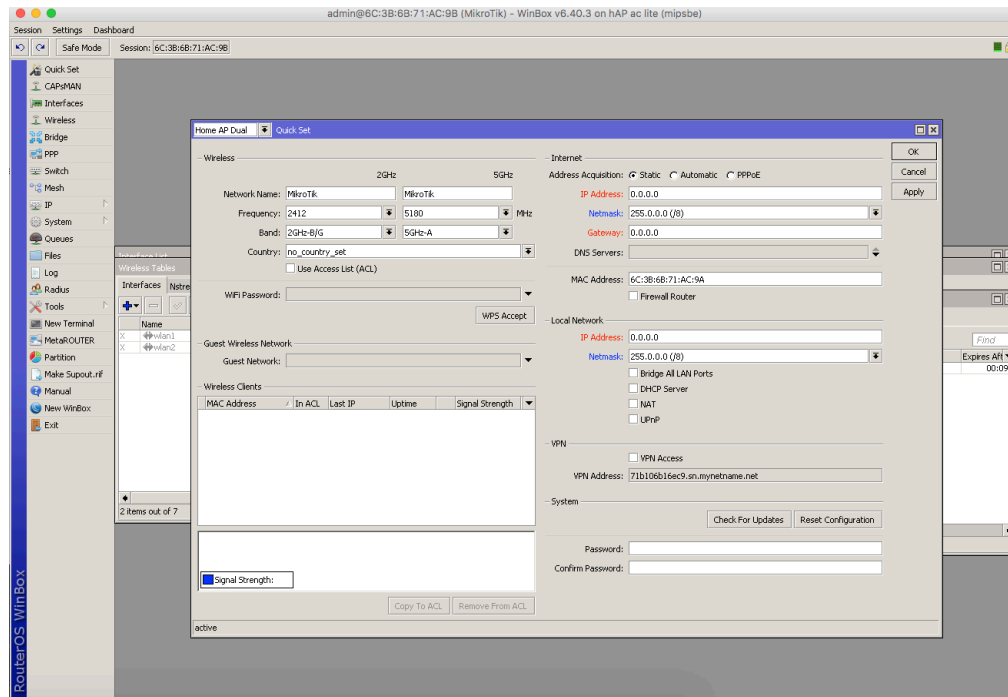 admin@6C:3B:6B:71:AC:9B (MikroTik) - WinBox v6.40.3 on hAP ac lite (mipsbe)
Session Settings Dashboard
Safe Mode Session: 6C:3B:6B:71:AC:9B
Quick Set
CAPsMAN
Interfaces
Wireless
Bridge
PPP
Switch
Mesh
IP
System
Queues
Files
Log
Radius
Tools
New Terminal
MetaROUTER
Partition
Make Supout.rif
Manual
New WinBox
Exit
RouterOS WinBox
Interface List
Wireless Tables
Interfaces Nstre
Name
X wlan1
X wlan2
2 items out of 7
Home AP Dual Quick Set
Wireless
2GHz 5GHz
Network Name: MikroTik MikroTik
Frequency: 2412 5180 MHz
Band: 2GHz-B/G 5GHz-A
Country: no_country_set
Use Access List (ACL)
WiFi Password:
WPS Accept
Guest Wireless Network
Guest Network:
Wireless Clients
MAC Address In ACL Last IP Uptime Signal Strength
Signal Strength:
Copy To ACL Remove From ACL
active
Internet
Address Acquisition: Static Automatic PPPoE
IP Address: 0.0.0.0
Netmask: 255.0.0.0 (/8)
Gateway: 0.0.0.0
DNS Servers:
MAC Address: 6C:3B:6B:71:AC:9A
Firewall Router
Local Network
IP Address: 0.0.0.0
Netmask: 255.0.0.0 (/8)
Bridge All LAN Ports
DHCP Server
NAT
UPnP
VPN
VPN Access
VPN Address: 71b106b16ec9.sn.mynetname.net
System
Check For Updates Reset Configuration
Password:
Confirm Password:
OK
Cancel
Apply
Find
Expires Aft
00:09